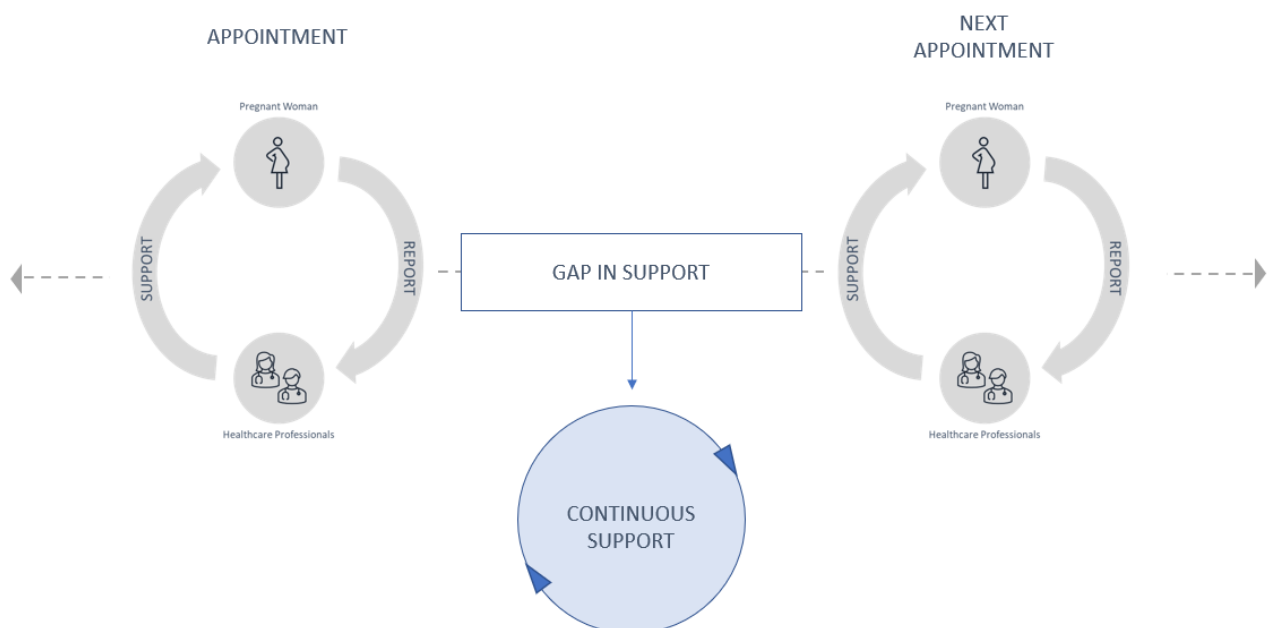 APPOINTMENT
Pregnant Woman
SUPPORT
REPORT
Healthcare Professionals
GAP IN SUPPORT
CONTINUOUS
SUPPORT
NEXT
APPOINTMENT
Pregnant Woman
SUPPORT
REPORT
Healthcare Professionals